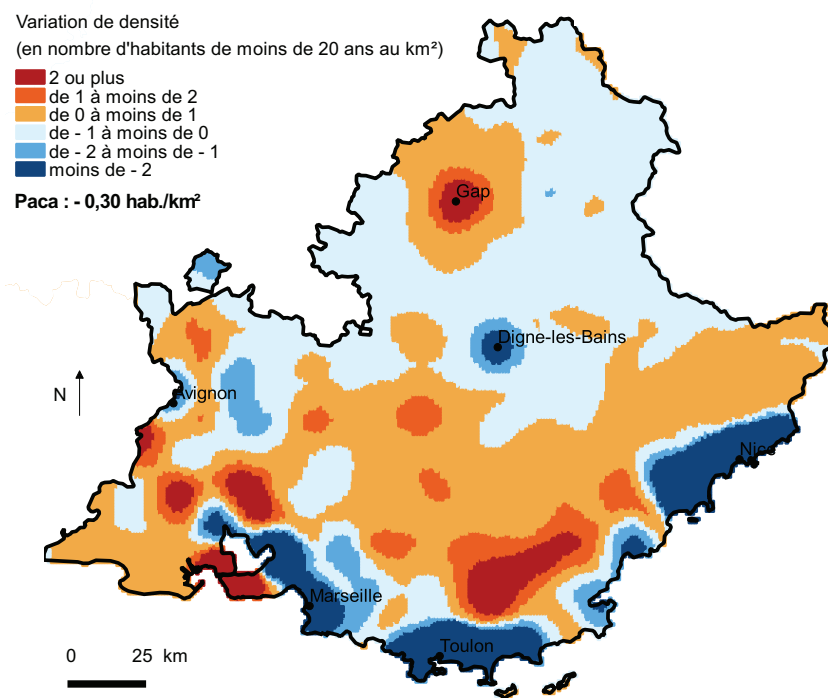 Variation de densité
(en nombre d'habitants de moins de 20 ans au km²)
2 ou plus
de 1 à moins de 2
de 0 à moins de 1
de - 1 à moins de 0
de - 2 à moins de - 1
moins de - 2
Paca : - 0,30 hab./km²
Gap
Digne-les-Bains
N
Avignon
Nice
Marseille
Toulon
0 25 km